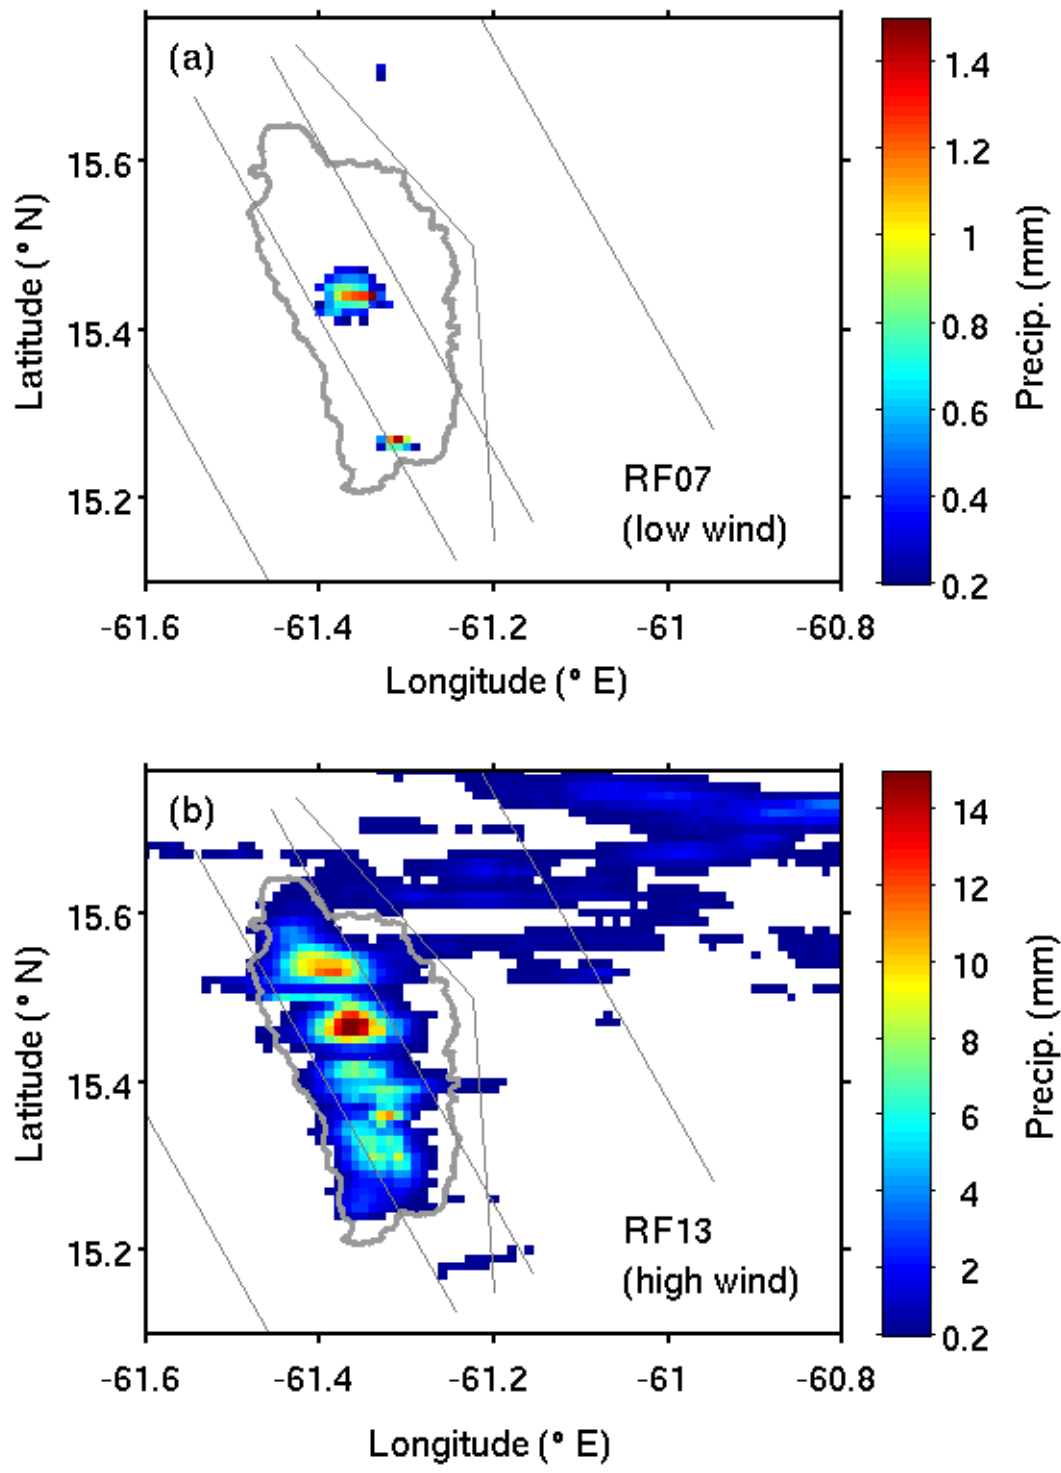 (a)
15.6
15.4
15.2
Latitude (° N)
RF07
(low wind)
-61.6
-61.4
-61.2
-61
-60.8
Longitude (° E)
1.4
1.2
1
0.8
0.6
0.4
0.2
Precip. (mm)
(b)
15.6
15.4
15.2
Latitude (° N)
RF13
(high wind)
-61.6
-61.4
-61.2
-61
-60.8
Longitude (° E)
14
12
10
8
6
4
2
0.2
Precip. (mm)